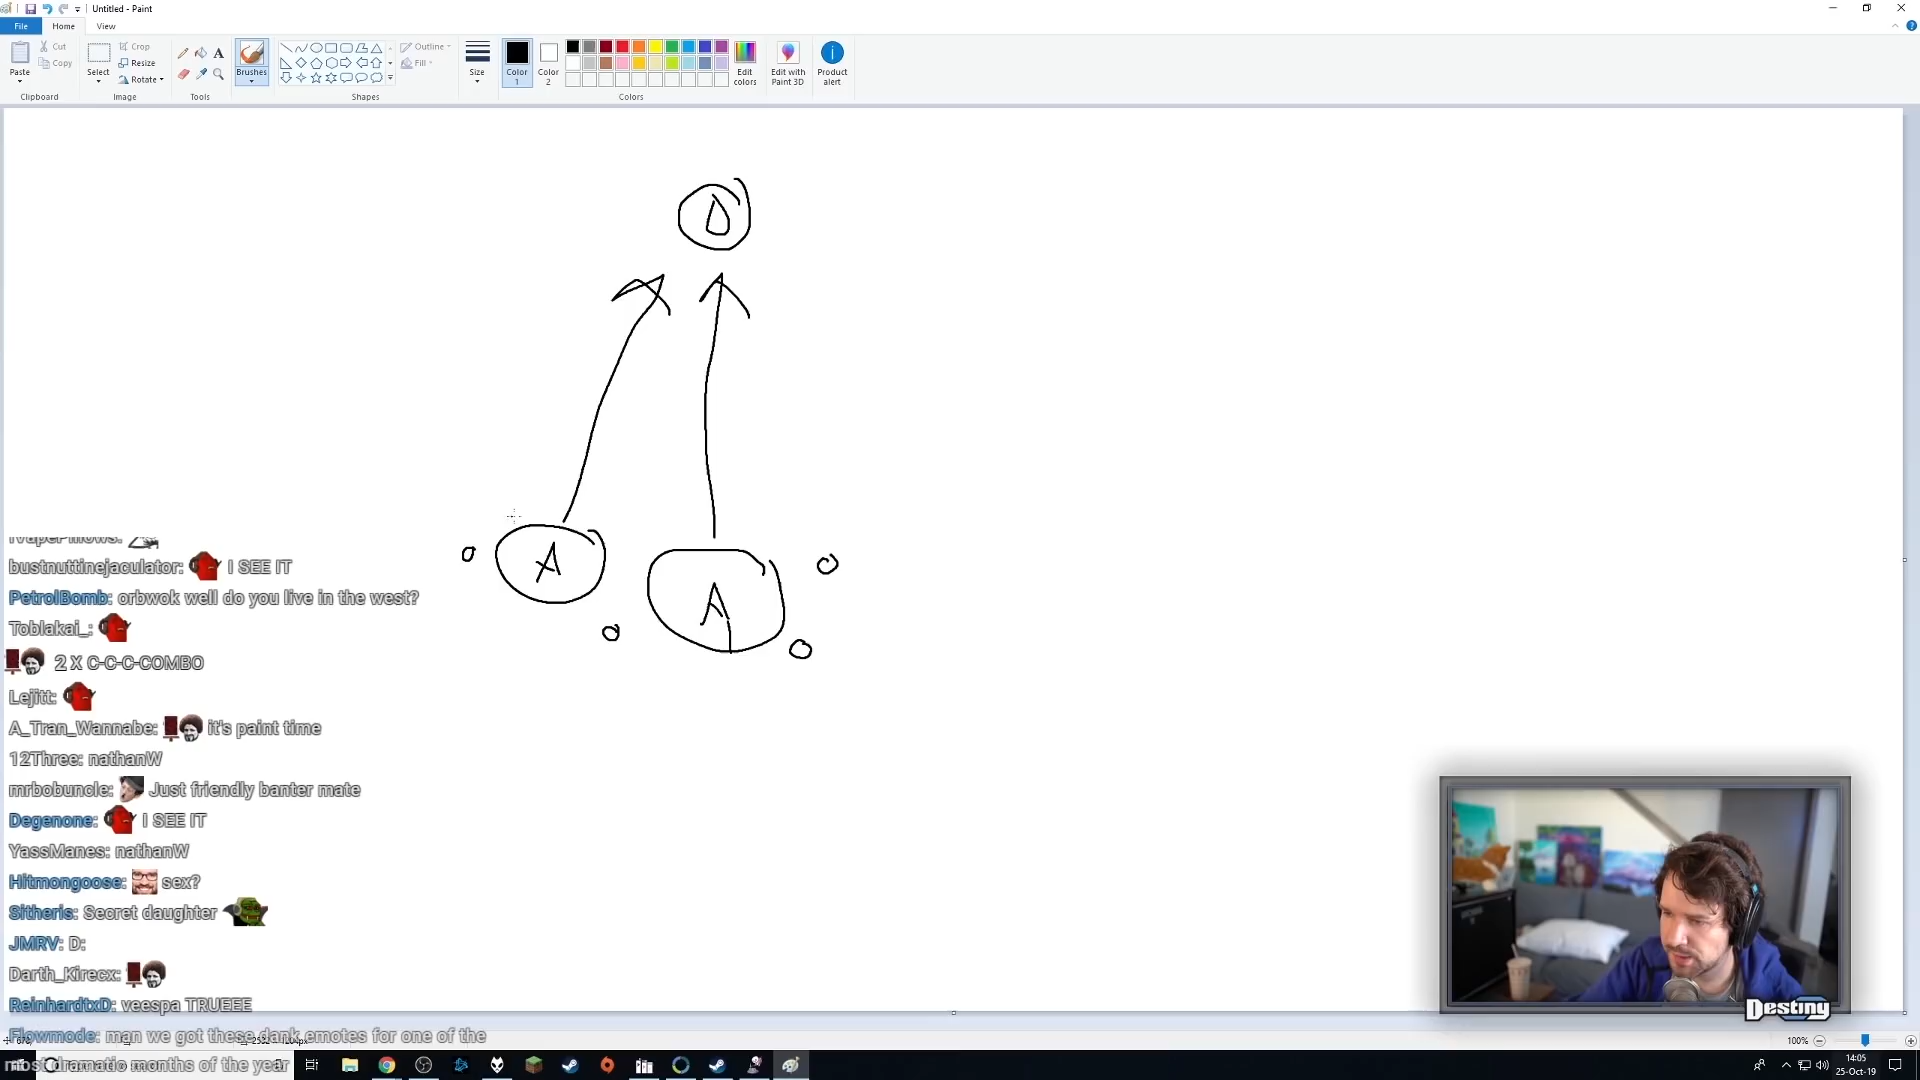 Untitled - Paint
File Home View
Cut
Copy
Paste
Clipboard
Select
Crop
Resize
Rotate
Image
A
Tools
Brushes
Outline
Fill
Shapes
Size
Color 1
Color 2
Edit colors
Colors
Edit with Paint 3D
Product alert
D
A
A
bustnuttinejaculator: I SEE IT
PetrolBomb: orbwok well do you live in the west?
Toblakai_:
2 X C-C-C-COMBO
Lejitt:
A_Tran_Wannabe: it's paint time
12Three: nathanW
mrbobuncle: Just friendly banter mate
Degenone: I SEE IT
YassManes: nathanW
Hitmongoose: sex?
Sitheris: Secret daughter
JMRV: D:
Darth_Kirecx:
ReinhardtxD: veespa TRUEEE
Flowmode: man we got these dank emotes for one of the
most dramatic months of the year
Destiny
100%
14:05
25-Oct-19